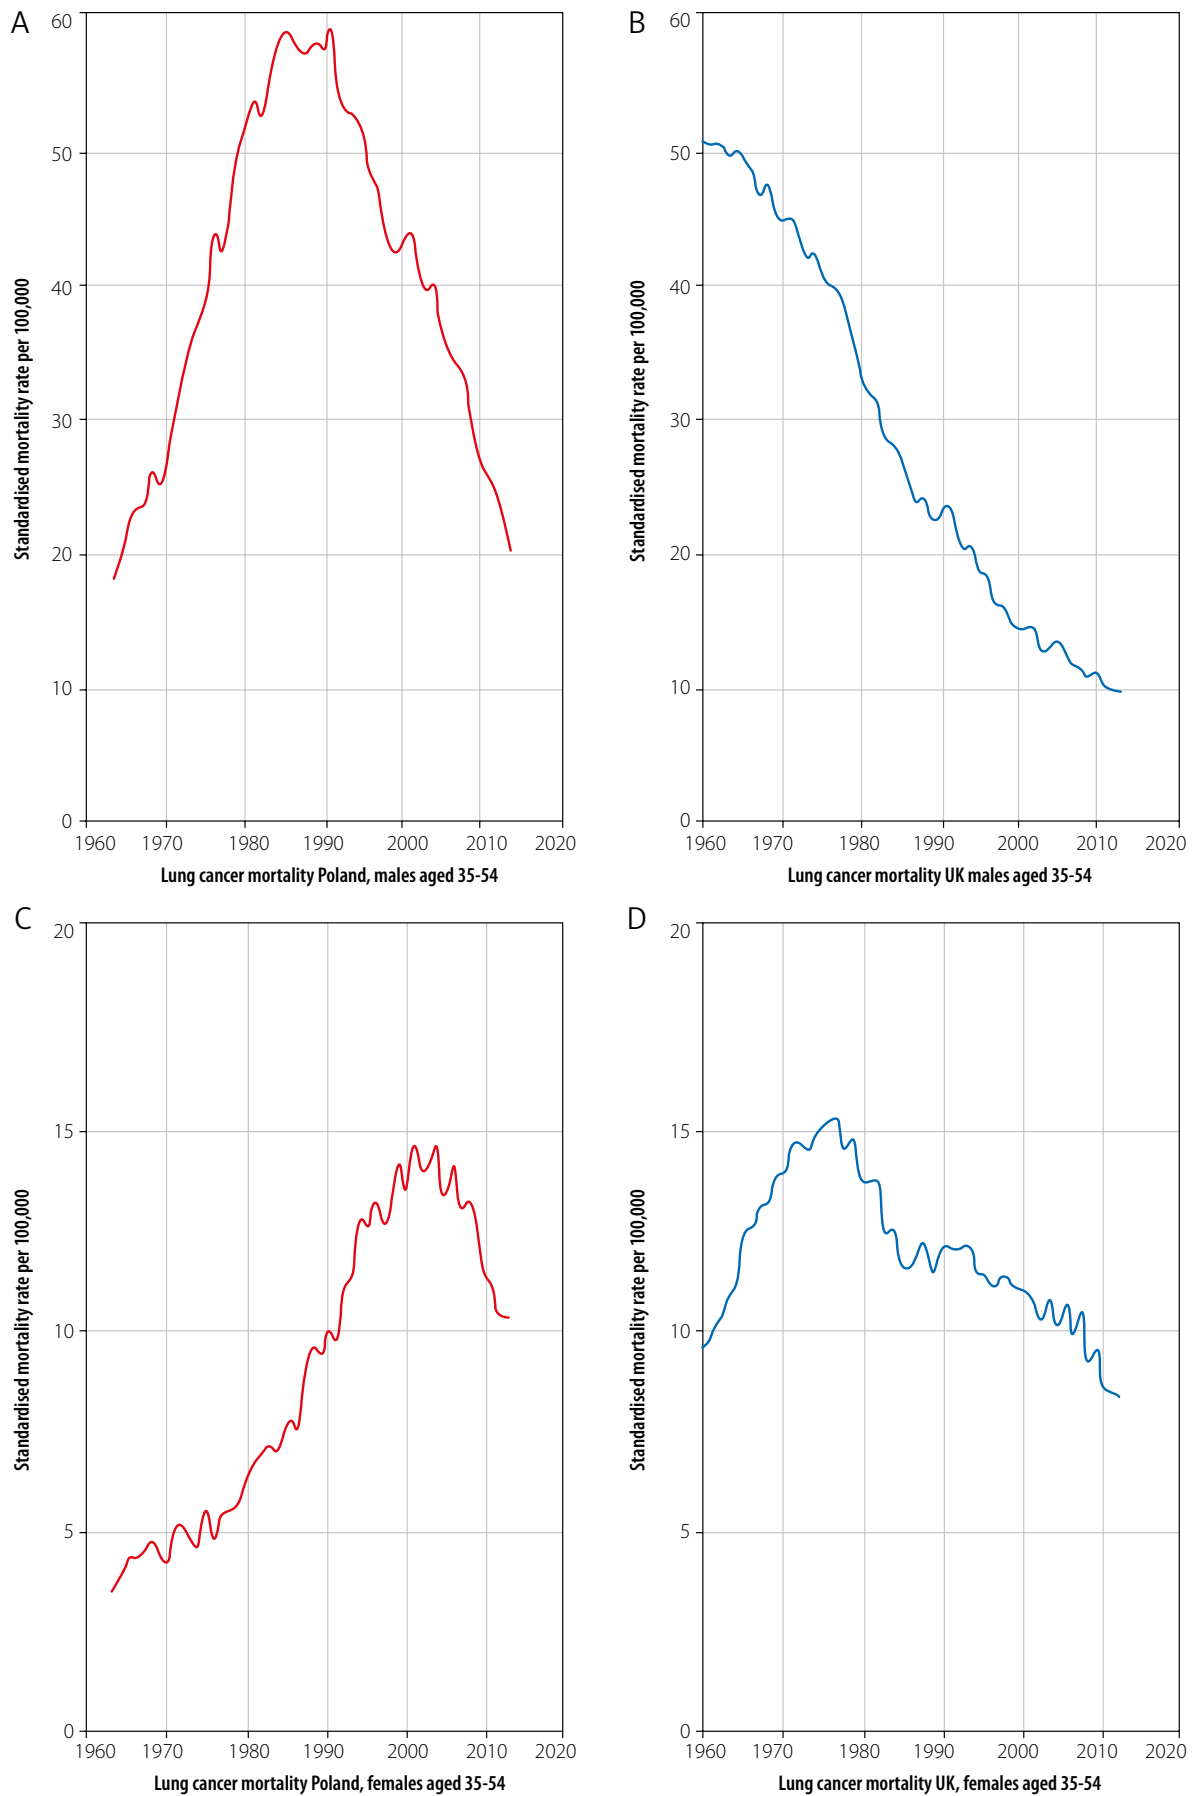 A
60
50
40
30
20
10
0
Standardised mortality rate per 100,000
1960 1970 1980 1990 2000 2010 2020
Lung cancer mortality Poland, males aged 35-54
B
60
50
40
30
20
10
0
Standardised mortality rate per 100,000
1960 1970 1980 1990 2000 2010 2020
Lung cancer mortality UK males aged 35-54
C
20
15
10
5
0
Standardised mortality rate per 100,000
1960 1970 1980 1990 2000 2010 2020
Lung cancer mortality Poland, females aged 35-54
D
20
15
10
5
0
Standardised mortality rate per 100,000
1960 1970 1980 1990 2000 2010 2020
Lung cancer mortality UK, females aged 35-54